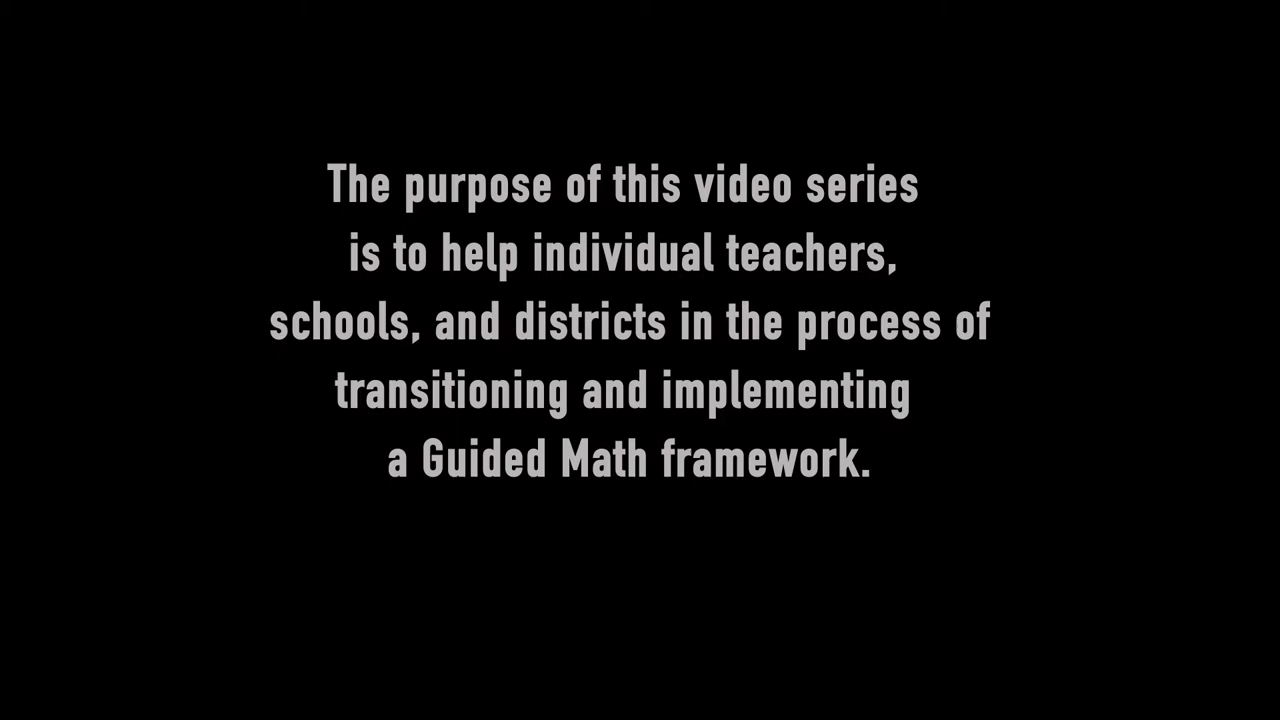 The purpose of this video series
is to help individual teachers,
schools, and districts in the process of
transitioning and implementing
a Guided Math framework.